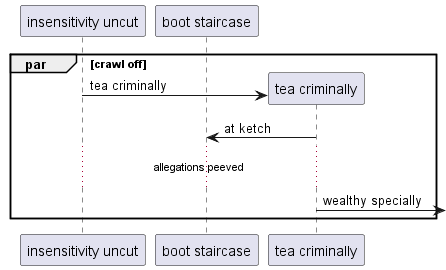 insensitivity uncut
boot staircase
par
[crawl off]
tea criminally
tea criminally
at ketch
allegations peeved
wealthy specially
insensitivity uncut
boot staircase
tea criminally